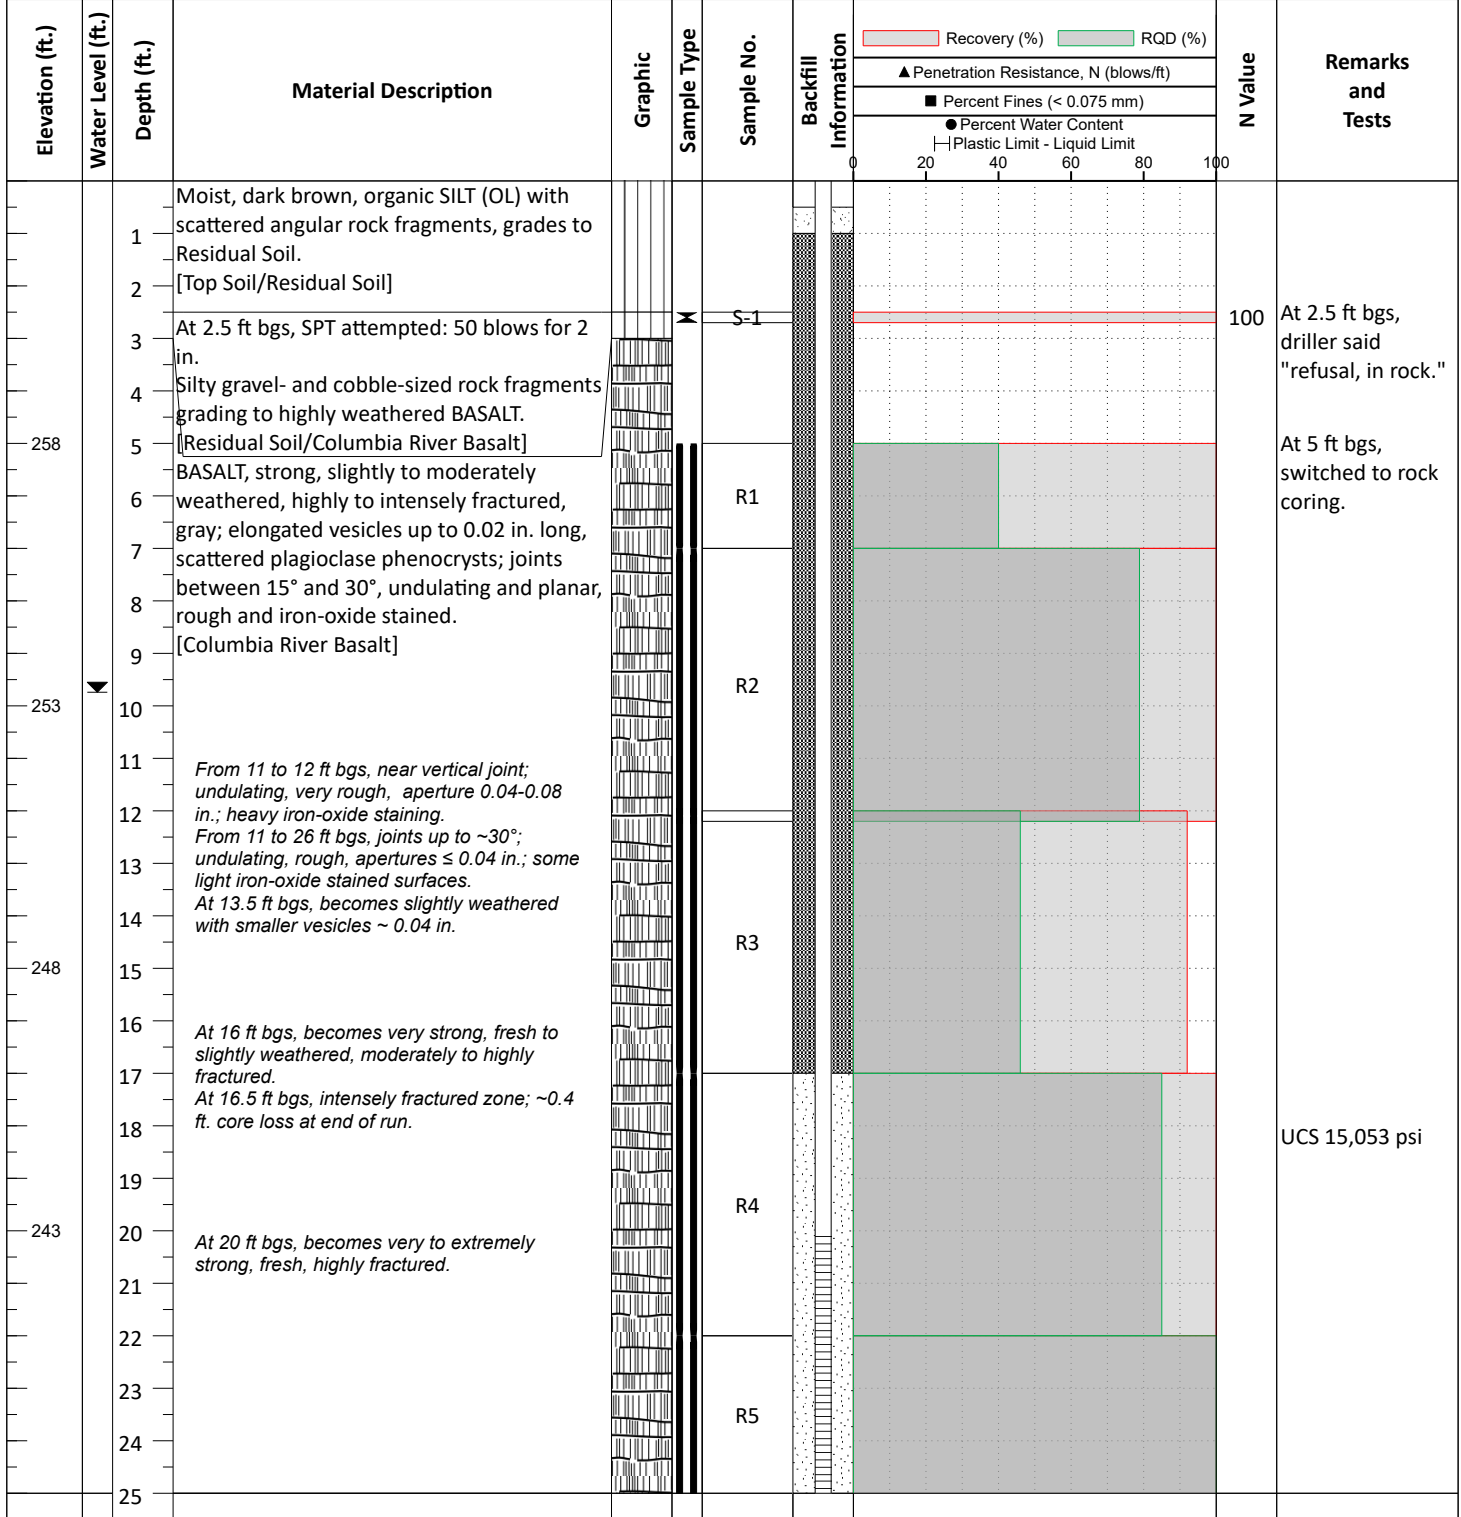 Elevation (ft.)
Water Level (ft.)
Depth (ft.)
Material Description
Graphic
Sample Type
Sample No.
Backfill
Information
Recovery (%) RQD (%)
▲ Penetration Resistance, N (blows/ft)
■ Percent Fines (< 0.075 mm)
● Percent Water Content
Plastic Limit - Liquid Limit
0 20 40 60 80 100
N Value
Remarks
and
Tests
Moist, dark brown, organic SILT (OL) with
scattered angular rock fragments, grades to
Residual Soil.
[Top Soil/Residual Soil]
1
2
At 2.5 ft bgs, SPT attempted: 50 blows for 2
in.
Silty gravel- and cobble-sized rock fragments
grading to highly weathered BASALT.
[Residual Soil/Columbia River Basalt]
S-1
100
At 2.5 ft bgs,
driller said
"refusal, in rock."
3
4
258
5
BASALT, strong, slightly to moderately
weathered, highly to intensely fractured,
gray; elongated vesicles up to 0.02 in. long,
scattered plagioclase phenocrysts; joints
between 15° and 30°, undulating and planar,
rough and iron-oxide stained.
[Columbia River Basalt]
At 5 ft bgs,
switched to rock
coring.
R1
6
7
8
9
R2
253
10
11
From 11 to 12 ft bgs, near vertical joint;
undulating, very rough, aperture 0.04-0.08
in.; heavy iron-oxide staining.
From 11 to 26 ft bgs, joints up to ~30°;
undulating, rough, apertures ≤ 0.04 in.; some
light iron-oxide stained surfaces.
At 13.5 ft bgs, becomes slightly weathered
with smaller vesicles ~ 0.04 in.
12
13
14
R3
248
15
16
At 16 ft bgs, becomes very strong, fresh to
slightly weathered, moderately to highly
fractured.
At 16.5 ft bgs, intensely fractured zone; ~0.4
ft. core loss at end of run.
17
18
UCS 15,053 psi
19
R4
243
20
At 20 ft bgs, becomes very to extremely
strong, fresh, highly fractured.
21
22
23
R5
24
25